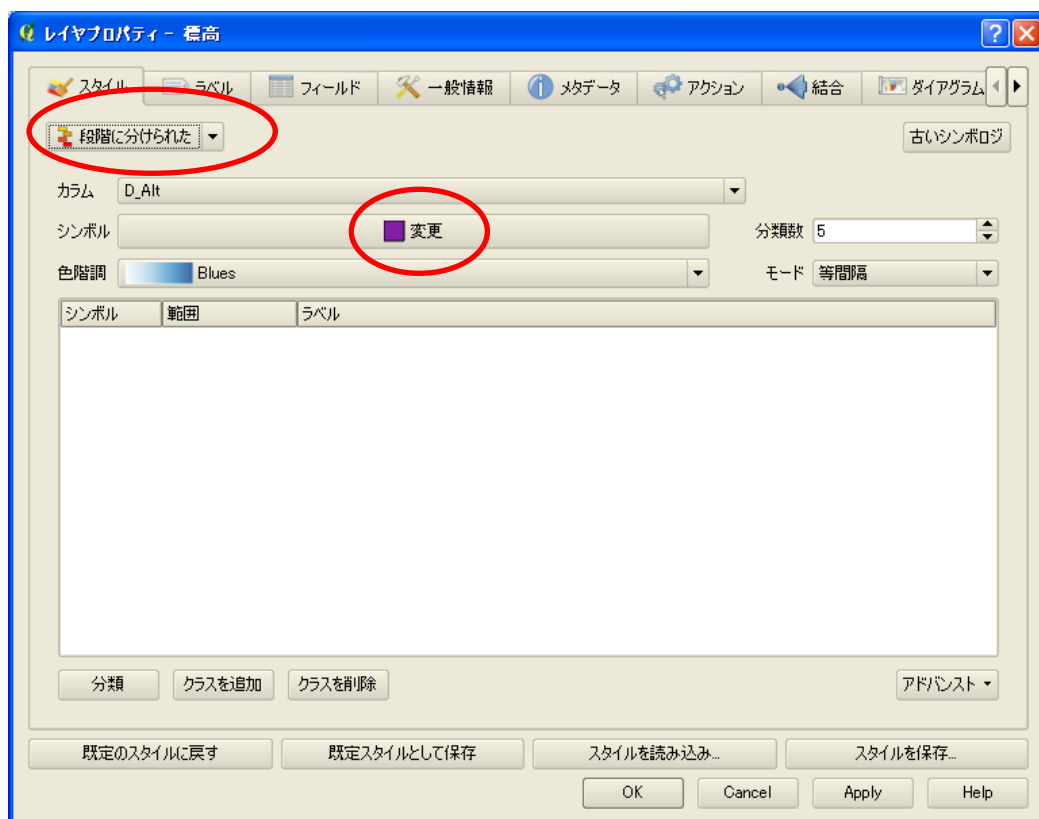 レイヤプロパティー - 標高
スタイル ラベル フィールド 一般情報 メタデータ アクション 結合 ダイアグラム
段階に分けられた 古いシンボロジ
カラム D_Alt
シンボル 変更 分類数 5
色階調 Blues モード 等間隔
シンボル 範囲 ラベル
分類 クラスを追加 クラスを削除 アドバンスト
既定のスタイルに戻す 既定スタイルとして保存 スタイルを読み込み... スタイルを保存...
OK Cancel Apply Help